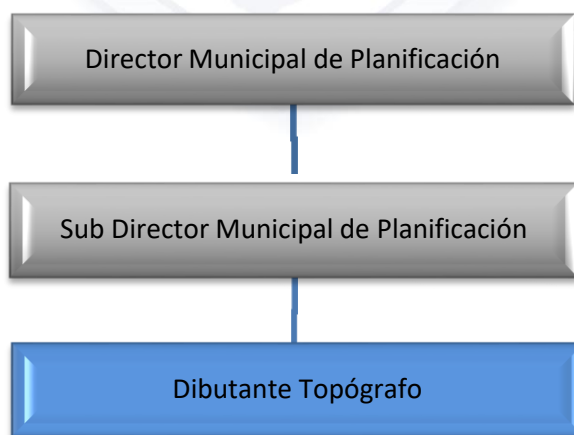 Director Municipal de Planificación
Sub Director Municipal de Planificación
Dibutante Topógrafo